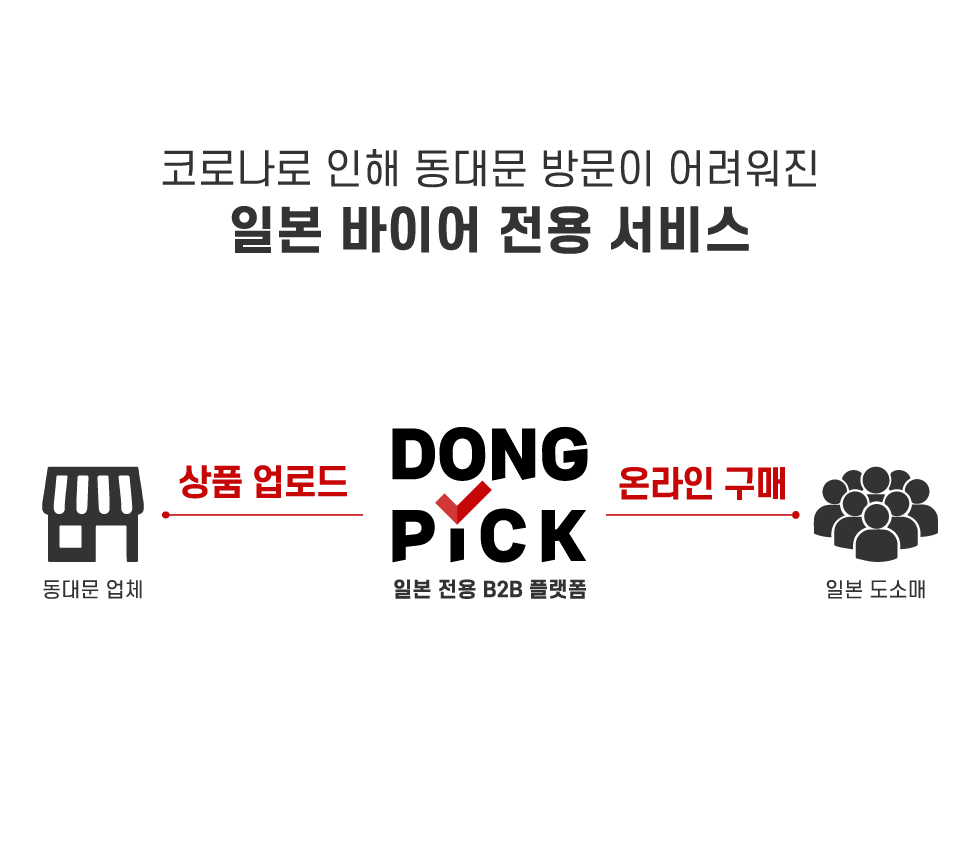 코로나로 인해 동대문 방문이 어려워진
일본 바이어 전용 서비스
상품 업로드
DONG
PiCK
온라인 구매
동대문 업체
일본 전용 B2B 플랫폼
일본 도소매